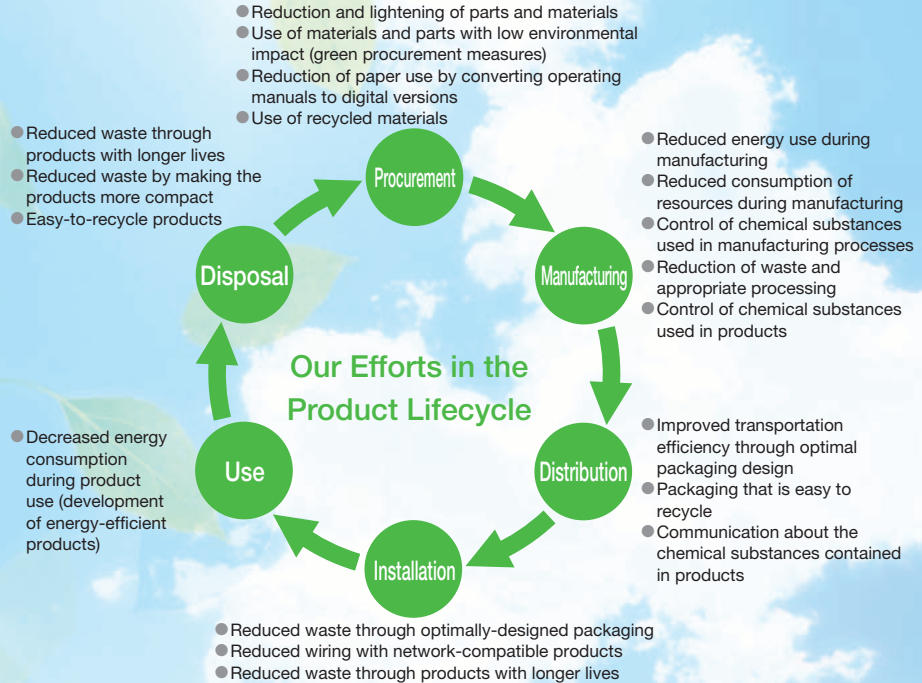 ● Reduction and lightening of parts and materials
● Use of materials and parts with low environmental
impact (green procurement measures)
● Reduction of paper use by converting operating
manuals to digital versions
● Use of recycled materials
Procurement
● Reduced energy use during
manufacturing
● Reduced consumption of
resources during manufacturing
● Control of chemical substances
used in manufacturing processes
● Reduction of waste and
appropriate processing
● Control of chemical substances
used in products
Manufacturing
● Improved transportation
efficiency through optimal
packaging design
● Packaging that is easy to
recycle
● Communication about the
chemical substances contained
in products
Distribution
Installation
● Reduced waste through optimally-designed packaging
● Reduced wiring with network-compatible products
● Reduced waste through products with longer lives
Use
● Decreased energy
consumption
during product
use (development
of energy-efficient
products)
Disposal
● Reduced waste through
products with longer lives
● Reduced waste by making the
products more compact
● Easy-to-recycle products
Our Efforts in the
Product Lifecycle